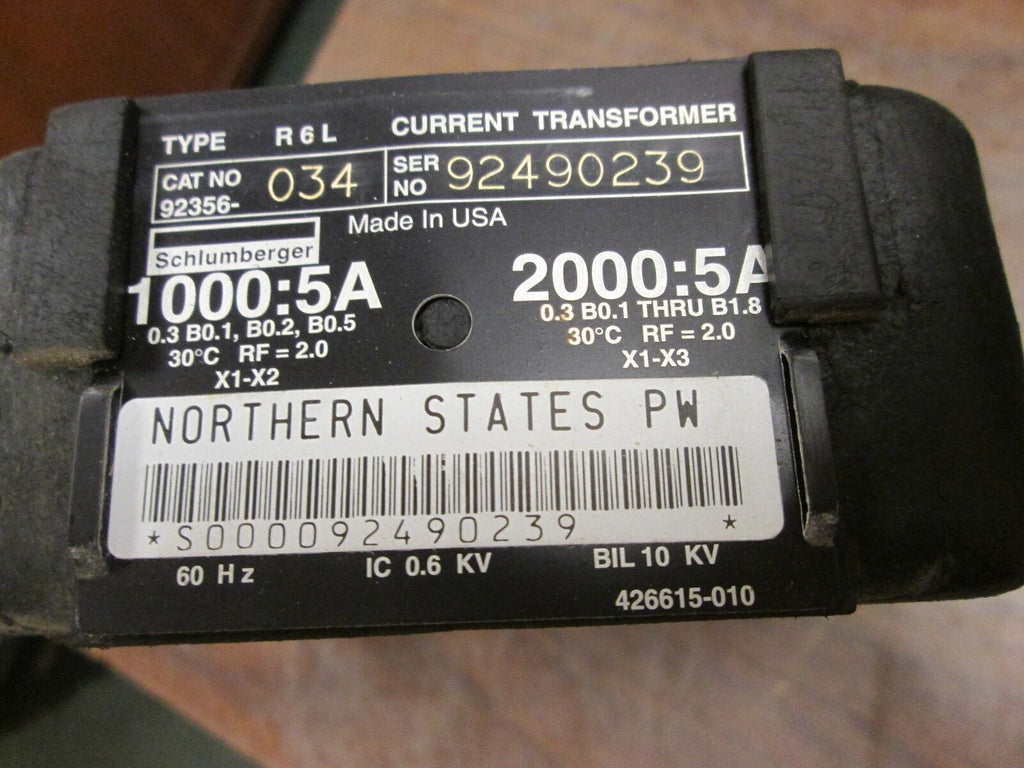 TYPE R6L CURRENT TRANSFORMER
CAT NO 92356- 034 SER NO 92490239
Schlumberger Made In USA
1000:5A
0.3 B0.1, B0.2, B0.5
30°C RF = 2.0
X1-X2
2000:5A
0.3 B0.1 THRU B1.8
30°C RF = 2.0
X1-X3
NORTHERN STATES PW
*S000092490239 *
60 Hz IC 0.6 KV BIL 10 KV
426615-010